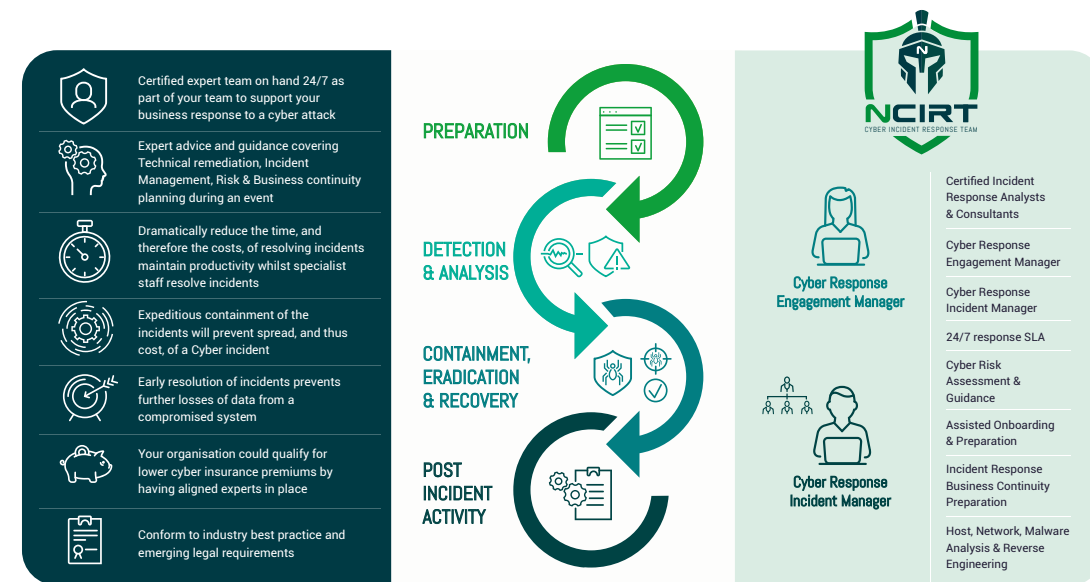 Certified expert team on hand 24/7 as
part of your team to support your
business response to a cyber attack
Expert advice and guidance covering
Technical remediation, Incident
Management, Risk & Business continuity
planning during an event
Dramatically reduce the time, and
therefore the costs, of resolving incidents
maintain productivity whilst specialist
staff resolve incidents
Expeditious containment of the
incidents will prevent spread, and thus
cost, of a Cyber incident
Early resolution of incidents prevents
further losses of data from a
compromised system
Your organisation could qualify for
lower cyber insurance premiums by
having aligned experts in place
Conform to industry best practice and
emerging legal requirements
PREPARATION
DETECTION
& ANALYSIS
CONTAINMENT,
ERADICATION
& RECOVERY
POST
INCIDENT
ACTIVITY
N
NCIRT
CYBER INCIDENT RESPONSE TEAM
Cyber Response
Engagement Manager
Cyber Response
Incident Manager
Certified Incident
Response Analysts
& Consultants
Cyber Response
Engagement Manager
Cyber Response
Incident Manager
24/7 response SLA
Cyber Risk
Assessment &
Guidance
Assisted Onboarding
& Preparation
Incident Response
Business Continuity
Preparation
Host, Network, Malware
Analysis & Reverse
Engineering